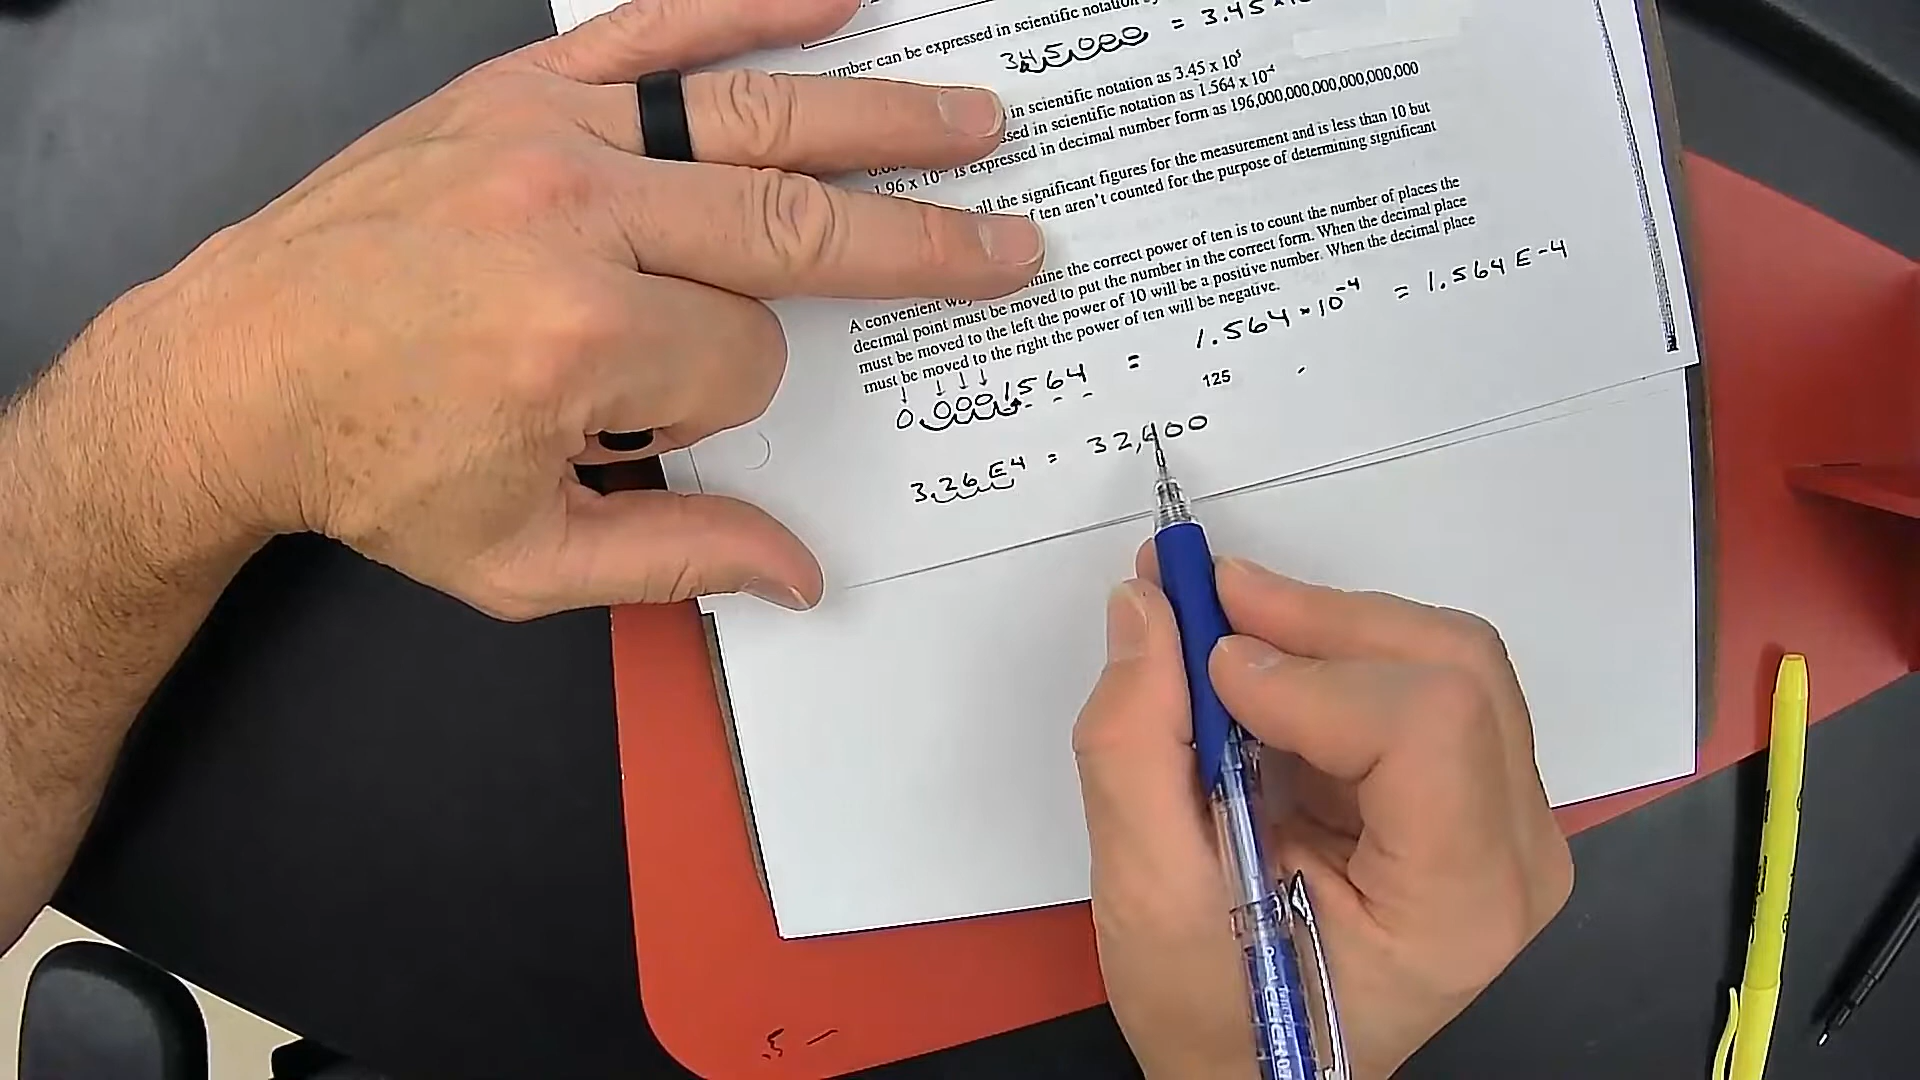 number can be expressed in scientific notation
345,000 = 3.45 x
in scientific notation as 3.45 x 10⁵
sed in scientific notation as 1.564 x 10⁻⁴
1.96 x 10 is expressed in decimal number form as 196,000,000,000,000,000,000
all the significant figures for the measurement and is less than 10 but
of ten aren't counted for the purpose of determining significant
A convenient way mine the correct power of ten is to count the number of places the
decimal point must be moved to put the number in the correct form. When the decimal place
must be moved to the left the power of 10 will be a positive number. When the decimal place
must be moved to the right the power of ten will be negative.
0.0001564 = 1.564 x 10⁻⁴ = 1.564 E-4
125
3.26 E4 = 32,600
.5 –